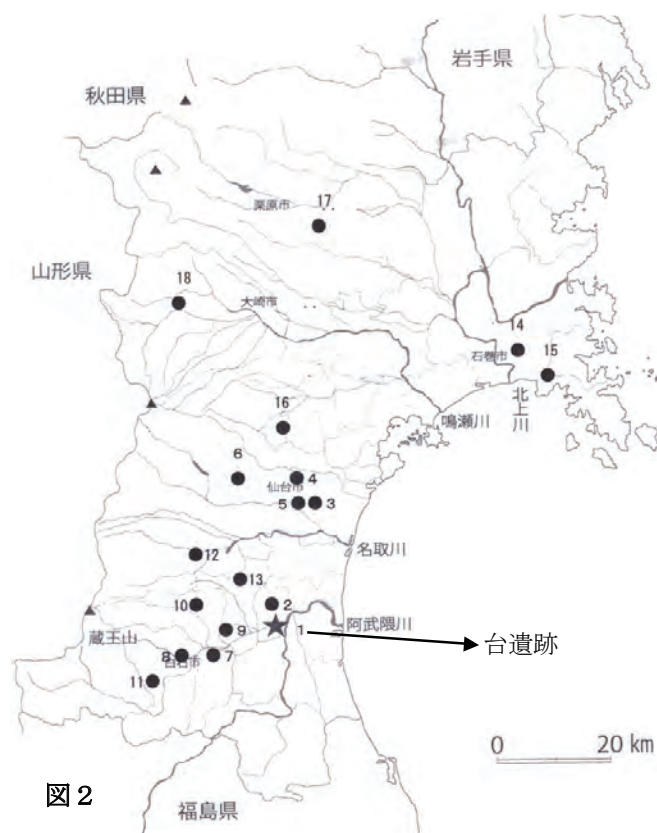 岩手県
秋田県
栗原市
17
山形県
18
大崎市
14
石巻市
15
北上川
16
鳴瀬川
6
4
仙台市
5
3
名取川
12
13
10
2
阿武隈川
蔵王山
9
1
台遺跡
8
白石市
7
11
0
20 km
図2
福島県